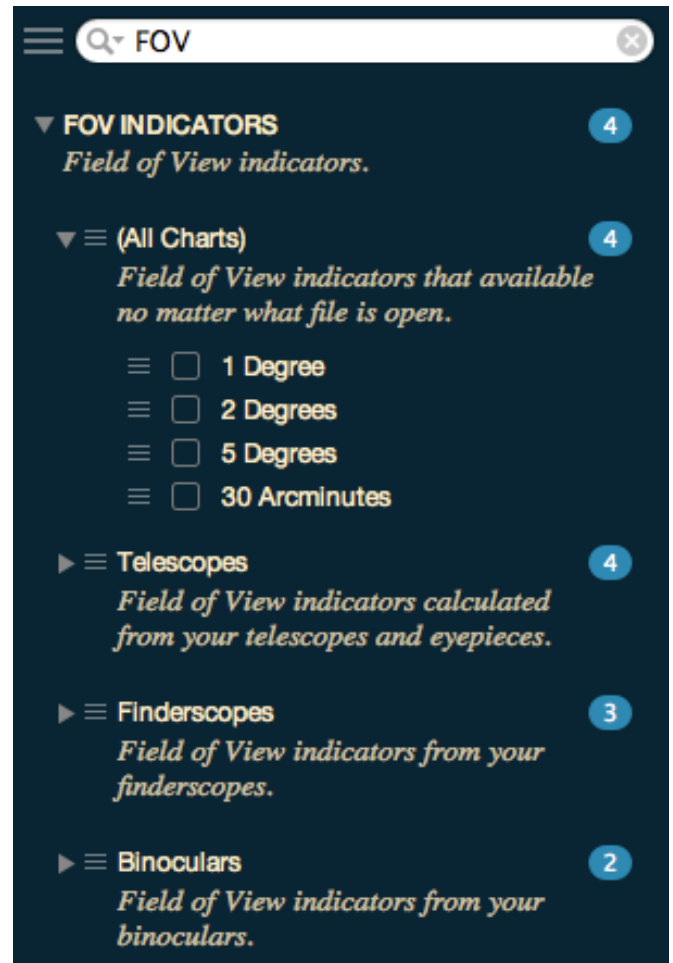 FOV
FOV INDICATORS 4
Field of View indicators.
(All Charts) 4
Field of View indicators that available
no matter what file is open.
1 Degree
2 Degrees
5 Degrees
30 Arcminutes
Telescopes 4
Field of View indicators calculated
from your telescopes and eyepieces.
Finderscopes 3
Field of View indicators from your
finderscopes.
Binoculars 2
Field of View indicators from your
binoculars.